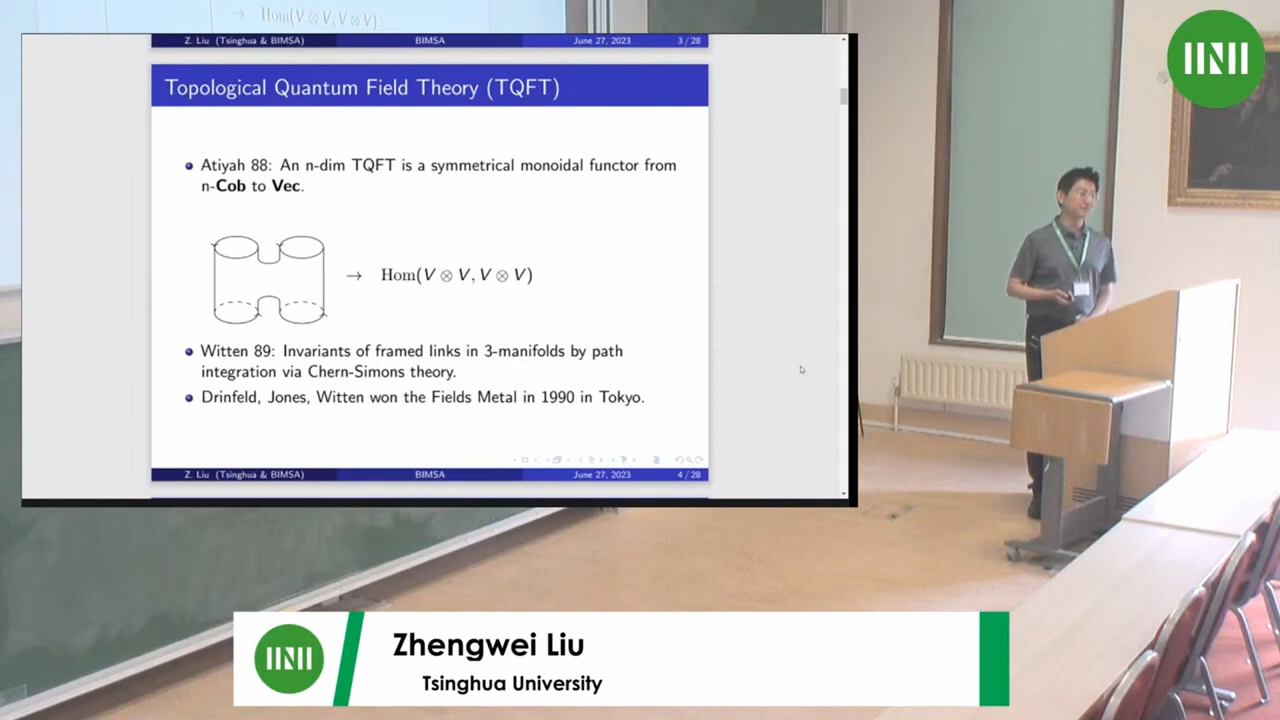 → Hom(V ⊗ V, V ⊗ V)
Z. Liu (Tsinghua & BIMSA) BIMSA June 27, 2023 3 / 28
Topological Quantum Field Theory (TQFT)
Atiyah 88: An n-dim TQFT is a symmetrical monoidal functor from
n-Cob to Vec.
→ Hom(V ⊗ V, V ⊗ V)
Witten 89: Invariants of framed links in 3-manifolds by path
integration via Chern-Simons theory.
Drinfeld, Jones, Witten won the Fields Metal in 1990 in Tokyo.
Z. Liu (Tsinghua & BIMSA) BIMSA June 27, 2023 4 / 28
Zhengwei Liu
Tsinghua University